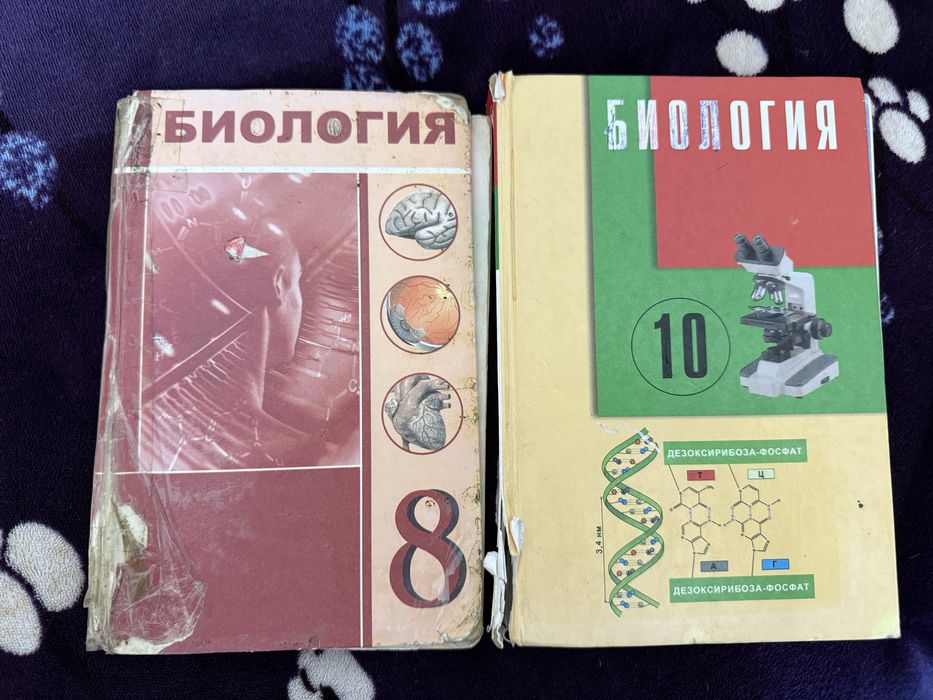 БИОЛОГИЯ
8
БИОЛОГИЯ
10
ДЕЗОКСИРИБОЗА-ФОСФАТ
Т
Ц
3,4 нм
А
Г
ДЕЗОКСИРИБОЗА-ФОСФАТ